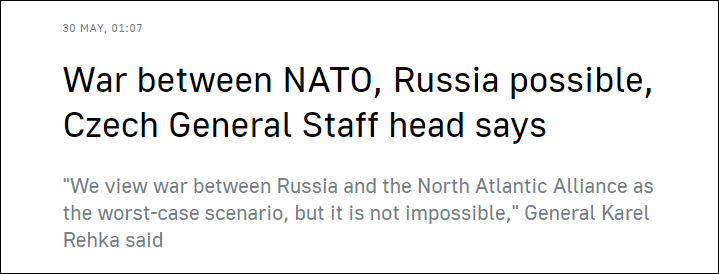 30 MAY, 01:07
War between NATO, Russia possible,
Czech General Staff head says
"We view war between Russia and the North Atlantic Alliance as
the worst-case scenario, but it is not impossible," General Karel
Rehka said